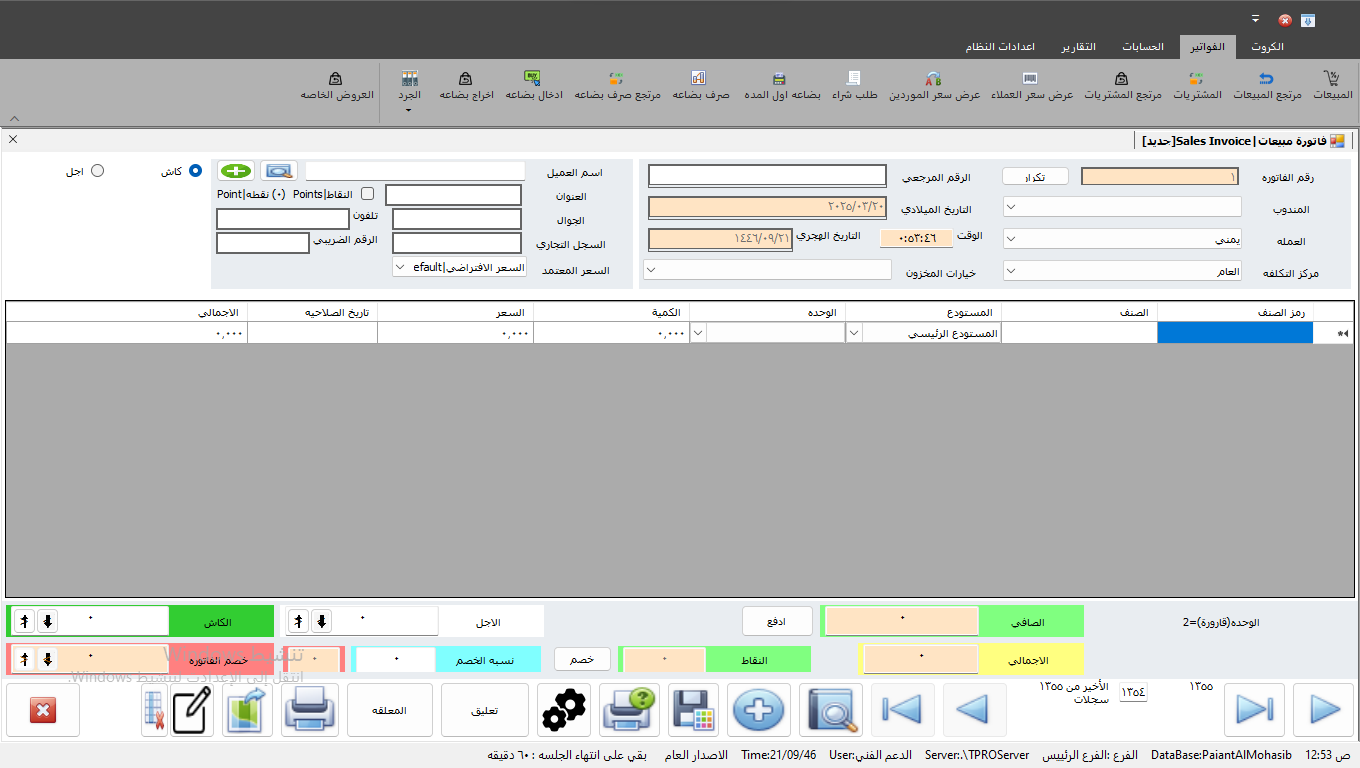 الكروت الفواتير الحسابات التقارير اعدادات النظام
المبيعات مرتجع المبيعات المشتريات مرتجع المشتريات عرض سعر العملاء عرض سعر الموردين طلب شراء بضاعه اول المده صرف بضاعه مرتجع صرف بضاعه ادخال بضاعه اخراج بضاعه الجرد العروض الخاصه
فاتورة مبيعات|Sales Invoice[جديد]
رقم الفاتوره ١ تكرار الرقم المرجعي
اسم العميل كاش اجل
المندوب التاريخ الميلادي ٢٠٢٥/٠٣/٢٠
العنوان النقاط|Points (٠) نقطه|Point
العمله يمني الوقت ٠:٥٣:٤٦ التاريخ الهجري ١٤٤٦/٠٩/٢١
الجوال تلفون
السجل التجاري الرقم الضريبي
مركز التكلفه العام خيارات المخزون
السعر المعتمد السعر الافتراضي|efault
رمز الصنف الصنف المستودع الوحده الكمية السعر تاريخ الصلاحيه الاجمالي
المستودع الرئيسي ٠,٠٠٠ ٠,٠٠٠ ٠,٠٠٠
الوحده(قارورة)=2 الصافي ٠ ادفع الاجل ٠ الكاش ٠
الاجمالي ٠ النقاط ٠ خصم نسبه الخصم ٠ ٠ خصم الفاتوره ٠
تنشيط Windows
انتقل إلى الإعدادات لتنشيط Windows.
١٣٥٥ ١٣٥٤ الأخير من ١٣٥٥
سجلات
تعليق المعلقه
ص 12:53 DataBase:PaiantAlMohasib الفرع :الفرع الرئييس Server:.\TPROServer الدعم الفني:User Time:21/09/46 الاصدار العام بقي على انتهاء الجلسه : ٦٠ دقيقه